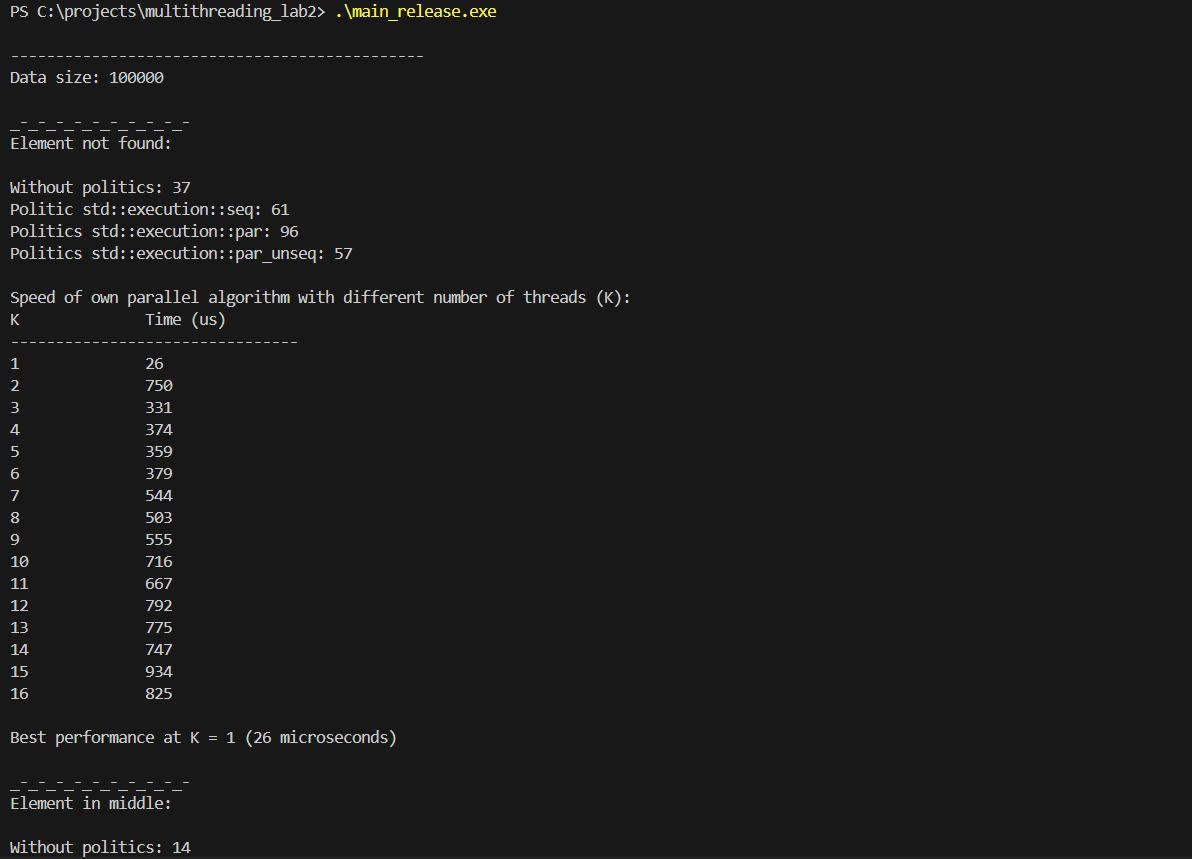 PS C:\projects\multithreading_lab2> .\main_release.exe
----------------------------------------------
Data size: 100000
_-_-_-_-_-_-_-_-_-_-
Element not found:
Without politics: 37
Politic std::execution::seq: 61
Politics std::execution::par: 96
Politics std::execution::par_unseq: 57
Speed of own parallel algorithm with different number of threads (K):
K Time (us)
--------------------------------
1 26
2 750
3 331
4 374
5 359
6 379
7 544
8 503
9 555
10 716
11 667
12 792
13 775
14 747
15 934
16 825
Best performance at K = 1 (26 microseconds)
_-_-_-_-_-_-_-_-_-_-
Element in middle:
Without politics: 14